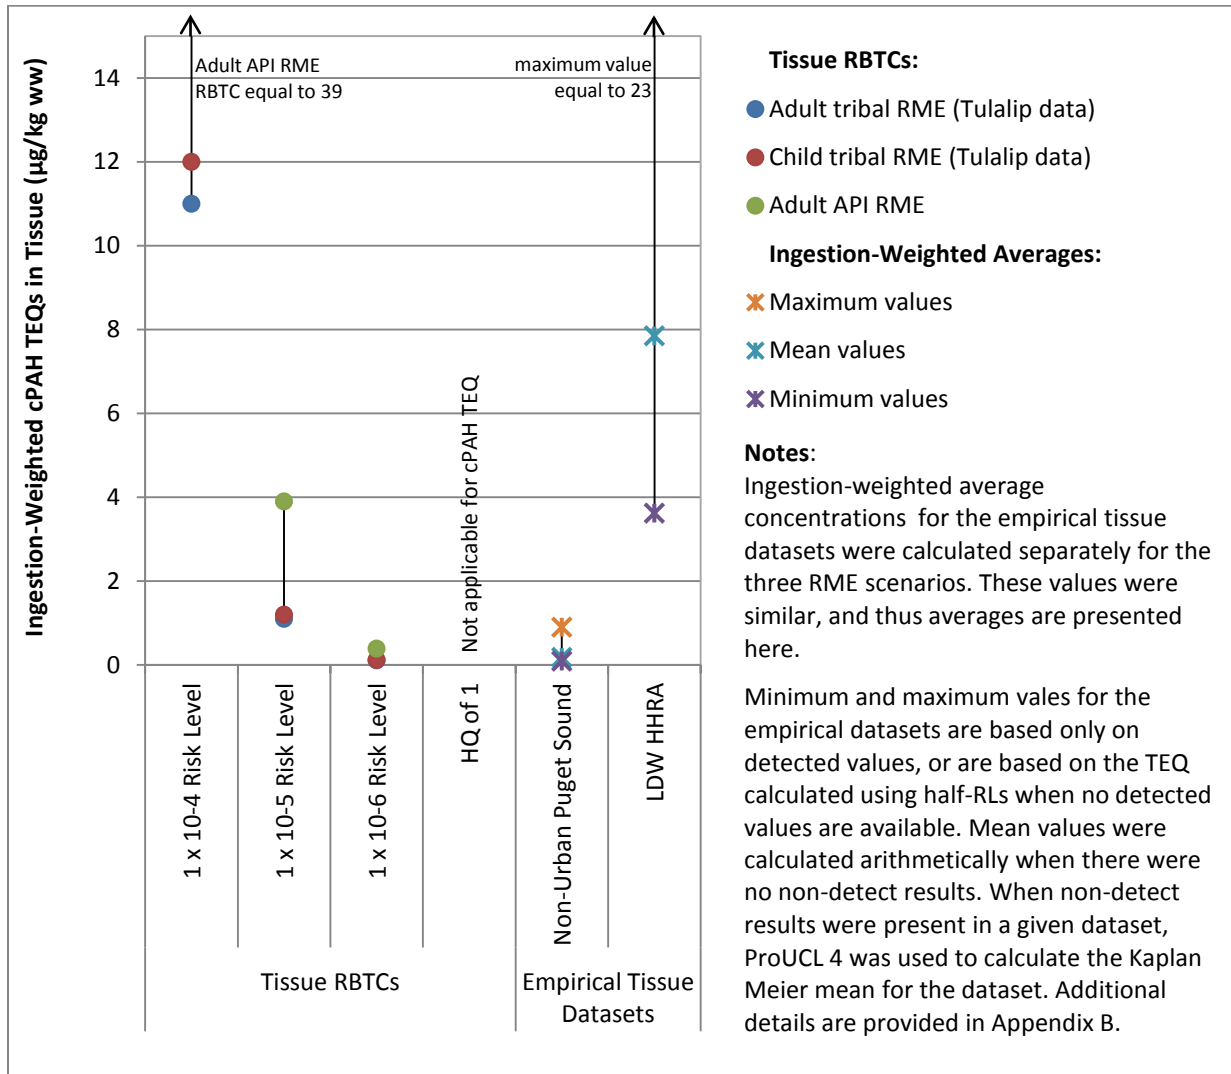 Ingestion-Weighted cPAH TEQs in Tissue (µg/kg ww)
14
12
10
8
6
4
2
0
Adult API RME
RBTC equal to 39
maximum value
equal to 23
Not applicable for cPAH TEQ
1 x 10-4 Risk Level
1 x 10-5 Risk Level
1 x 10-6 Risk Level
HQ of 1
Non-Urban Puget Sound
LDW HHRA
Tissue RBTCs
Empirical Tissue
Datasets
Tissue RBTCs:
Adult tribal RME (Tulalip data)
Child tribal RME (Tulalip data)
Adult API RME
Ingestion-Weighted Averages:
Maximum values
Mean values
Minimum values
Notes:
Ingestion-weighted average
concentrations for the empirical tissue
datasets were calculated separately for the
three RME scenarios. These values were
similar, and thus averages are presented
here.
Minimum and maximum vales for the
empirical datasets are based only on
detected values, or are based on the TEQ
calculated using half-RLs when no detected
values are available. Mean values were
calculated arithmetically when there were
no non-detect results. When non-detect
results were present in a given dataset,
ProUCL 4 was used to calculate the Kaplan
Meier mean for the dataset. Additional
details are provided in Appendix B.